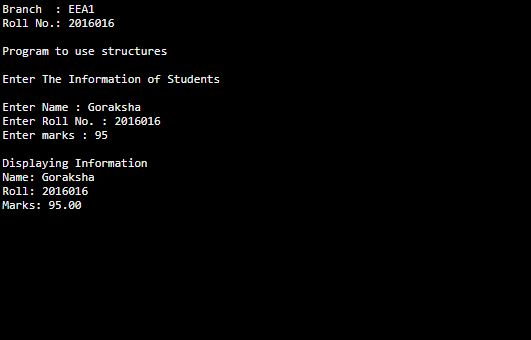 Branch  : EEA1
Roll No.: 2016016
Program to use structures
Enter The Information of Students
Enter Name : Goraksha
Enter Roll No. : 2016016
Enter marks : 95
Displaying Information
Name: Goraksha
Roll: 2016016
Marks: 95.00